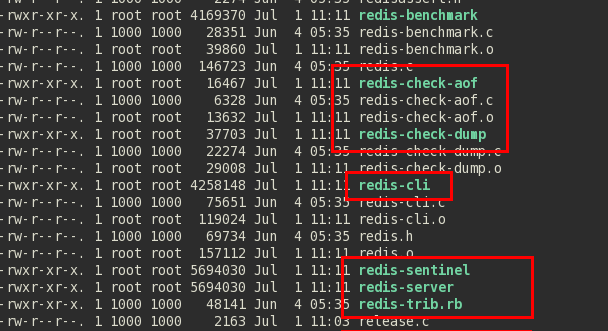 -rwxr-xr-x. 1 root root 4169370 Jul 1 11:11 redis-benchmark
-rw-r--r--. 1 1000 1000 28351 Jun 4 05:35 redis-benchmark.c
-rw-r--r--. 1 root root 39860 Jul 1 11:11 redis-benchmark.o
-rw-r--r--. 1 1000 1000 146723 Jun 4 05:35 redis.c
-rwxr-xr-x. 1 root root 16467 Jul 1 11:11 redis-check-aof
-rw-r--r--. 1 1000 1000 6328 Jun 4 05:35 redis-check-aof.c
-rw-r--r--. 1 root root 13632 Jul 1 11:11 redis-check-aof.o
-rwxr-xr-x. 1 root root 37703 Jul 1 11:11 redis-check-dump
-rw-r--r--. 1 1000 1000 22274 Jun 4 05:35 redis-check-dump.c
-rw-r--r--. 1 root root 29008 Jul 1 11:11 redis-check-dump.o
-rwxr-xr-x. 1 root root 4258148 Jul 1 11:11 redis-cli
-rw-r--r--. 1 1000 1000 75651 Jun 4 05:35 redis-cli.c
-rw-r--r--. 1 root root 119024 Jul 1 11:11 redis-cli.o
-rw-r--r--. 1 1000 1000 69734 Jun 4 05:35 redis.h
-rw-r--r--. 1 root root 157112 Jul 1 11:11 redis.o
-rwxr-xr-x. 1 root root 5694030 Jul 1 11:11 redis-sentinel
-rwxr-xr-x. 1 root root 5694030 Jul 1 11:11 redis-server
-rwxr-xr-x. 1 1000 1000 48141 Jun 4 05:35 redis-trib.rb
-rw-r--r--. 1 1000 1000 2163 Jul 1 11:03 release.c